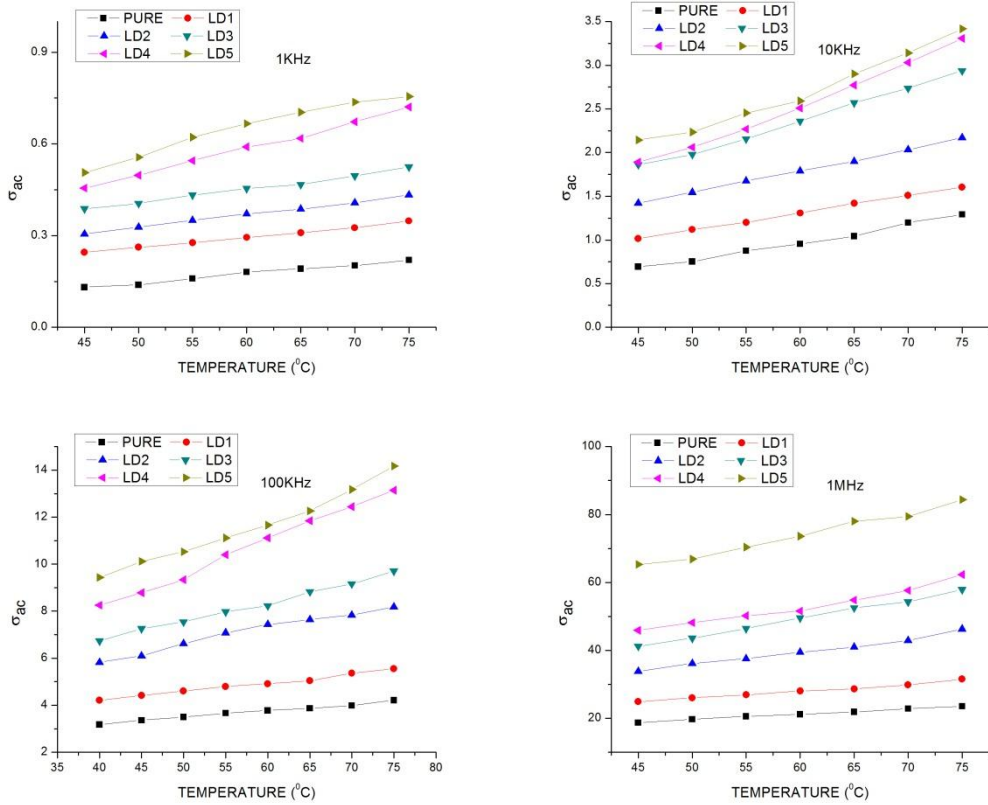 PURE LD1
LD2 LD3
LD4 LD5
1KHz
0.9
0.6
0.3
0.0
σac
45 50 55 60 65 70 75
TEMPERATURE (⁰C)
PURE LD1
LD2 LD3
LD4 LD5
10KHz
3.5
3.0
2.5
2.0
1.5
1.0
0.5
0.0
σac
45 50 55 60 65 70 75
TEMPERATURE (⁰C)
PURE LD1
LD2 LD3
LD4 LD5
100KHz
14
12
10
8
6
4
2
σac
35 40 45 50 55 60 65 70 75 80
TEMPERATURE (⁰C)
PURE LD1
LD2 LD3
LD4 LD5
1MHz
100
80
60
40
20
σac
45 50 55 60 65 70 75
TEMPERATURE (⁰C)